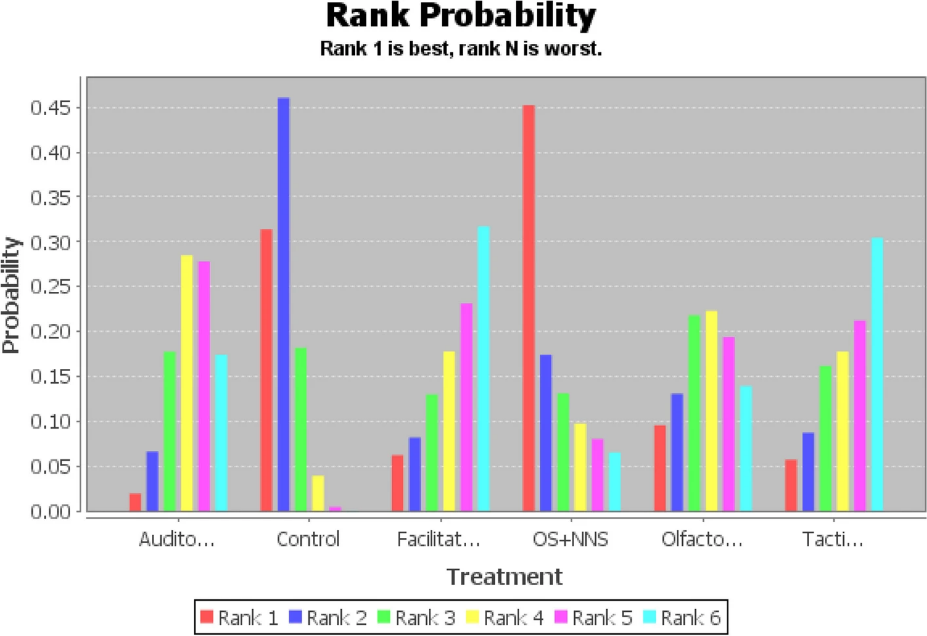 Rank Probability
Rank 1 is best, rank N is worst.
0.45
0.40
0.35
0.30
0.25
0.20
0.15
0.10
0.05
0.00
Probability
Audito... Control Facilitat... OS+NNS Olfacto... Tacti...
Treatment
Rank 1 Rank 2 Rank 3 Rank 4 Rank 5 Rank 6